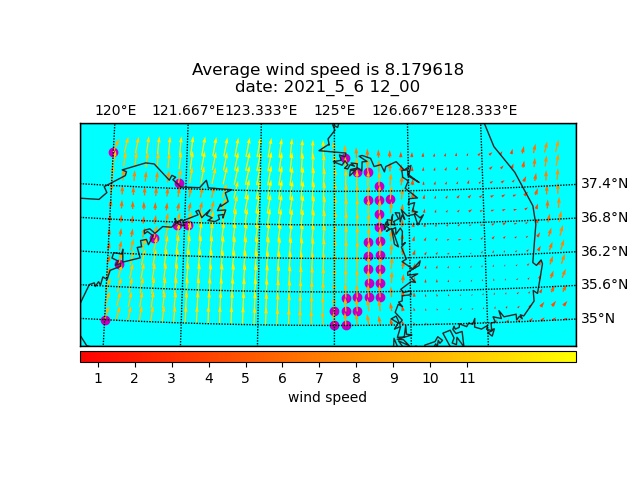 Average wind speed is 8.179618
date: 2021_5_6 12_00
120°E 121.667°E 123.333°E 125°E 126.667°E 128.333°E
37.4°N
36.8°N
36.2°N
35.6°N
35°N
1 2 3 4 5 6 7 8 9 10 11
wind speed